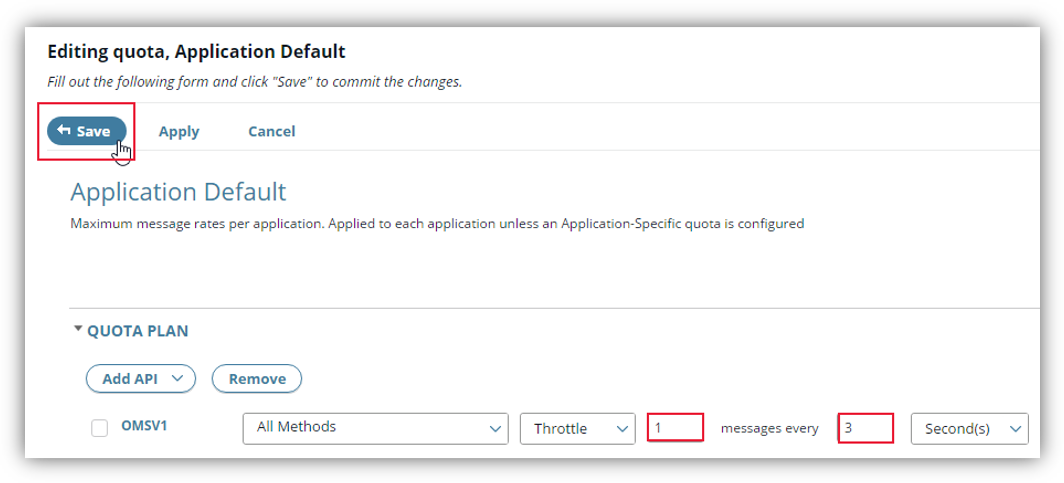 Editing quota, Application Default
Fill out the following form and click "Save" to commit the changes.
Save Apply Cancel
Application Default
Maximum message rates per application. Applied to each application unless an Application-Specific quota is configured
QUOTA PLAN
Add API Remove
OMSV1 All Methods Throttle 1 messages every 3 Second(s)